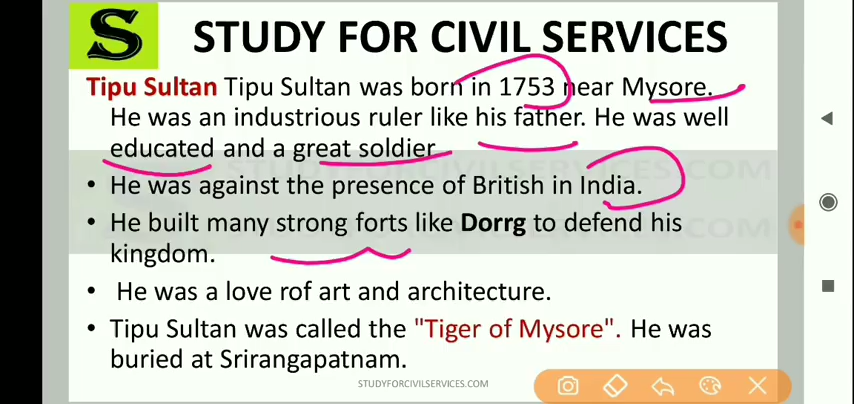 S STUDY FOR CIVIL SERVICES
Tipu Sultan Tipu Sultan was born in 1753 near Mysore.
He was an industrious ruler like his father. He was well
educated and a great soldier
• He was against the presence of British in India.
• He built many strong forts like Dorrg to defend his
kingdom.
• He was a love rof art and architecture.
• Tipu Sultan was called the "Tiger of Mysore". He was
buried at Srirangapatnam.
STUDYFORCIVILSERVICES.COM